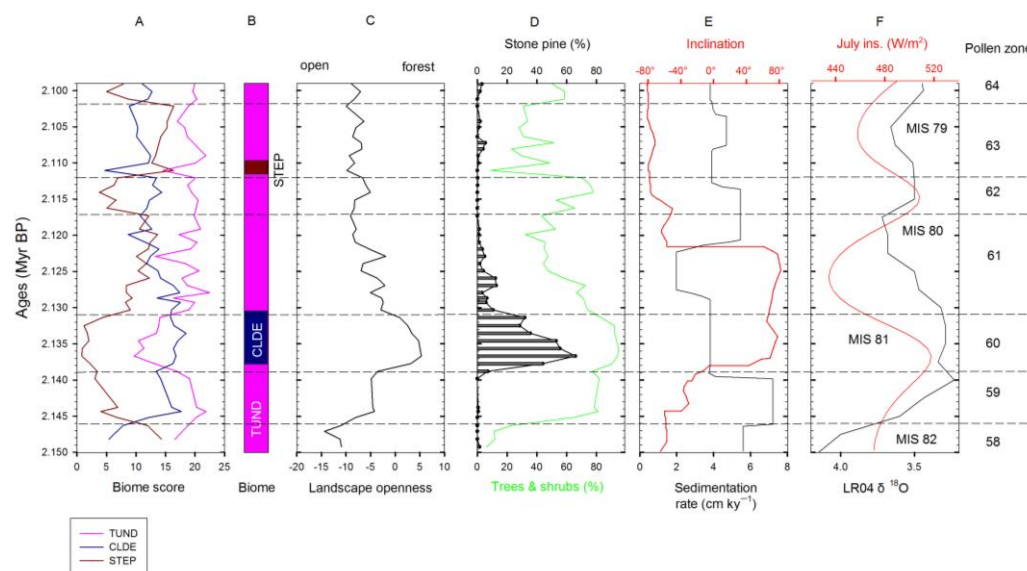 A B C D E F
Stone pine (%) Inclination July ins. (W/m²) Pollen zone
open forest 0 20 40 60 80 -80° -40° 0° 40° 80° 440 480 520
2.100 64
MIS 79
2.105
63
2.110
STEP
62
2.115
MIS 80
2.120
61
2.125
2.130
CLDE
60
2.135
MIS 81
2.140
59
2.145
TUND
MIS 82
58
2.150
Ages (Myr BP)
0 5 10 15 20 25 -20 -15 -10 -5 0 5 10 0 20 40 60 80 0 2 4 6 8 4.0 3.5
Biome score Biome Landscape openness Trees & shrubs (%) Sedimentation LR04 δ ¹⁸O
rate (cm ky⁻¹)
TUND
CLDE
STEP